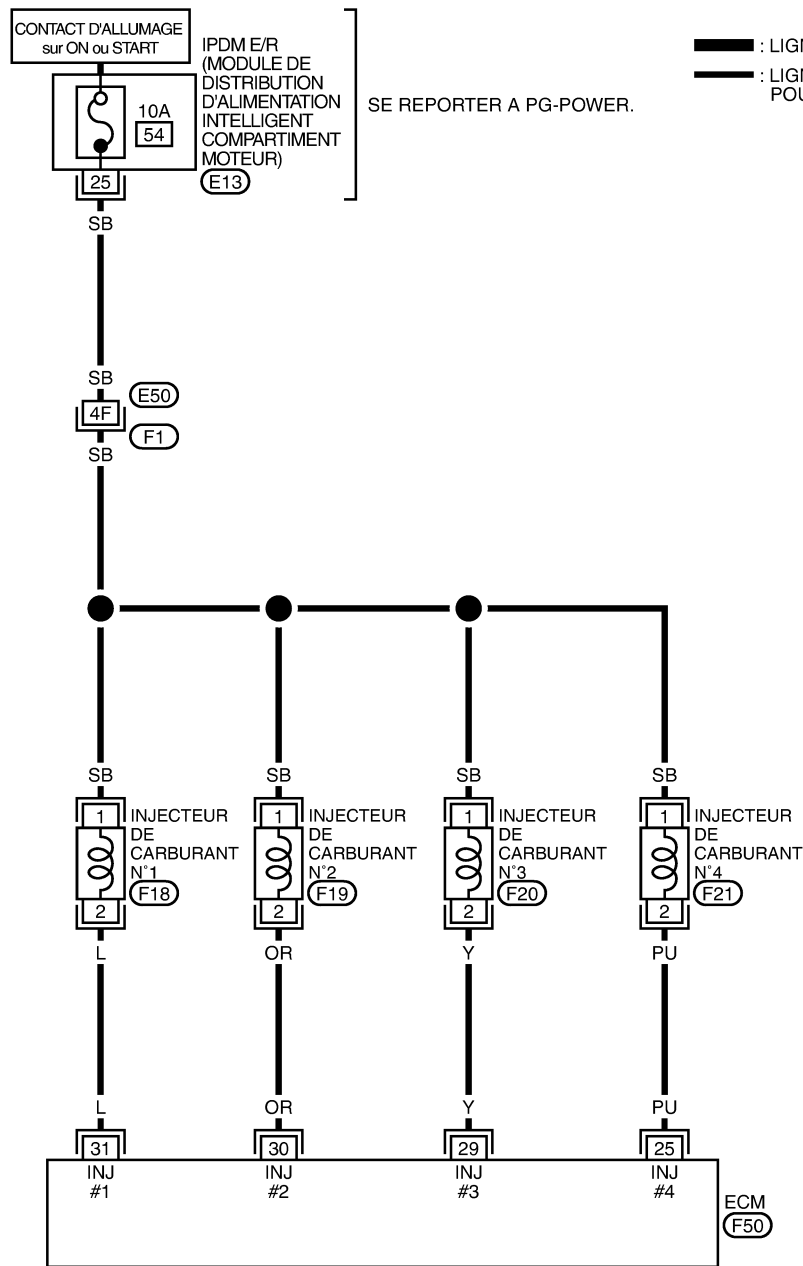 CONTACT D'ALLUMAGE
sur ON ou START
IPDM E/R
(MODULE DE
DISTRIBUTION
D'ALIMENTATION
INTELLIGENT
COMPARTIMENT
MOTEUR)
E13
10A
54
25
SE REPORTER A PG-POWER.
: LIGN
: LIGN
POU
SB
SB
E50
4F
F1
SB
SB
SB
SB
SB
1
INJECTEUR
DE
CARBURANT
N°1
F18
2
1
INJECTEUR
DE
CARBURANT
N°2
F19
2
1
INJECTEUR
DE
CARBURANT
N°3
F20
2
1
INJECTEUR
DE
CARBURANT
N°4
F21
2
L
OR
Y
PU
L
OR
Y
PU
31
30
29
25
INJ
#1
INJ
#2
INJ
#3
INJ
#4
ECM
F50